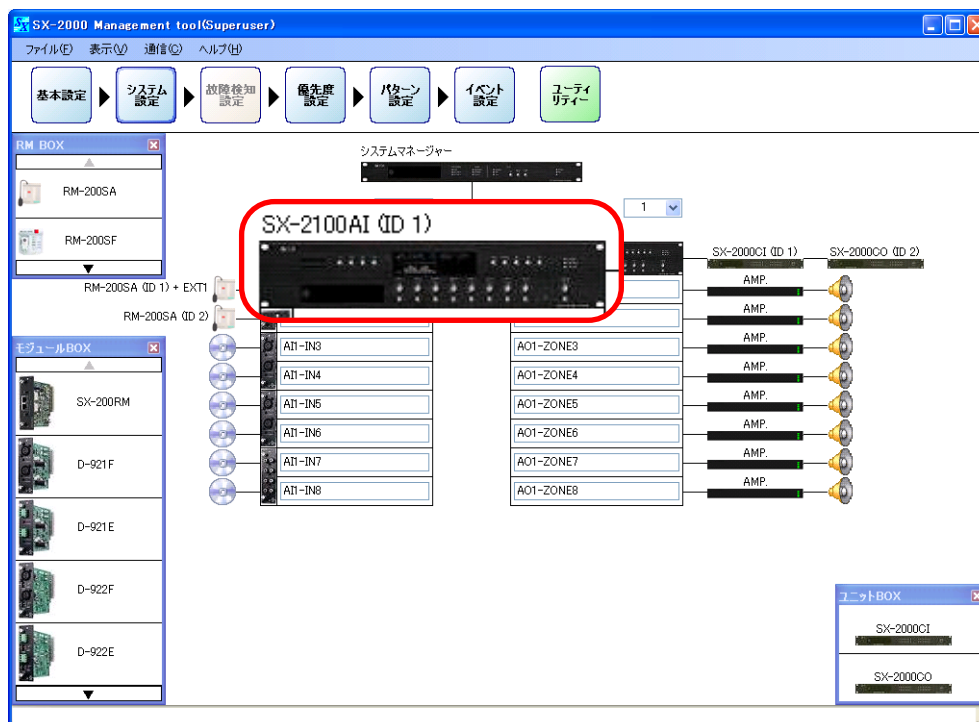 SX-2000 Management tool(Superuser)
ファイル(F) 表示(V) 通信(C) ヘルプ(H)
基本設定
システム
設定
故障検知
設定
優先度
設定
パターン
設定
イベント
設定
ユーティ
リティー
RM BOX
RM-200SA
RM-200SF
システムマネージャー
SX-2100AI (ID 1)
1
SX-2000CI (ID 1)
SX-2000CO (ID 2)
RM-200SA (ID 1) + EXT1
RM-200SA (ID 2)
AI1-IN3
AI1-IN4
AI1-IN5
AI1-IN6
AI1-IN7
AI1-IN8
AO1-ZONE3
AO1-ZONE4
AO1-ZONE5
AO1-ZONE6
AO1-ZONE7
AO1-ZONE8
AMP.
AMP.
AMP.
AMP.
AMP.
AMP.
AMP.
AMP.
モジュールBOX
SX-200RM
D-921F
D-921E
D-922F
D-922E
ユニットBOX
SX-2000CI
SX-2000CO